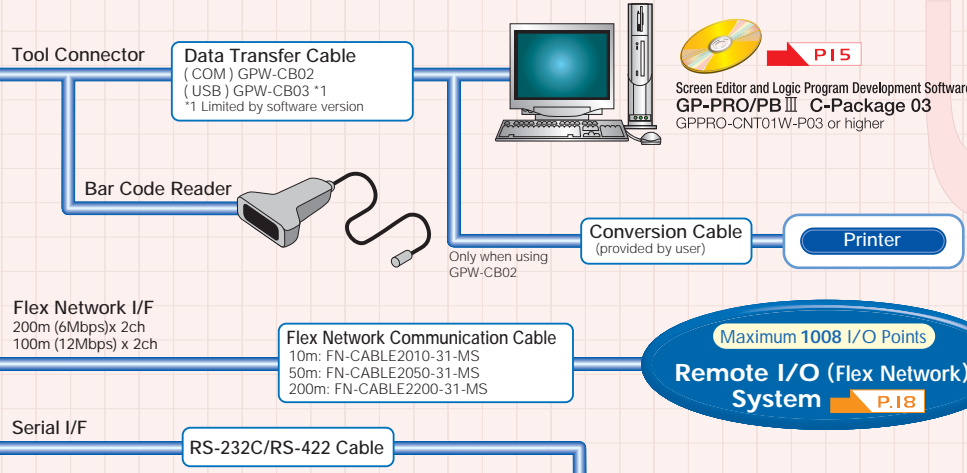 Tool Connector
Data Transfer Cable
( COM ) GPW-CB02
( USB ) GPW-CB03 *1
*1 Limited by software version
P15
Screen Editor and Logic Program Development Software
GP-PRO/PBⅢ C-Package 03
GPPRO-CNT01W-P03 or higher
Bar Code Reader
Only when using
GPW-CB02
Conversion Cable
(provided by user)
Printer
Flex Network I/F
200m (6Mbps)x 2ch
100m (12Mbps) x 2ch
Flex Network Communication Cable
10m: FN-CABLE2010-31-MS
50m: FN-CABLE2050-31-MS
200m: FN-CABLE2200-31-MS
Maximum 1008 I/O Points
Remote I/O (Flex Network)
System P.18
Serial I/F
RS-232C/RS-422 Cable